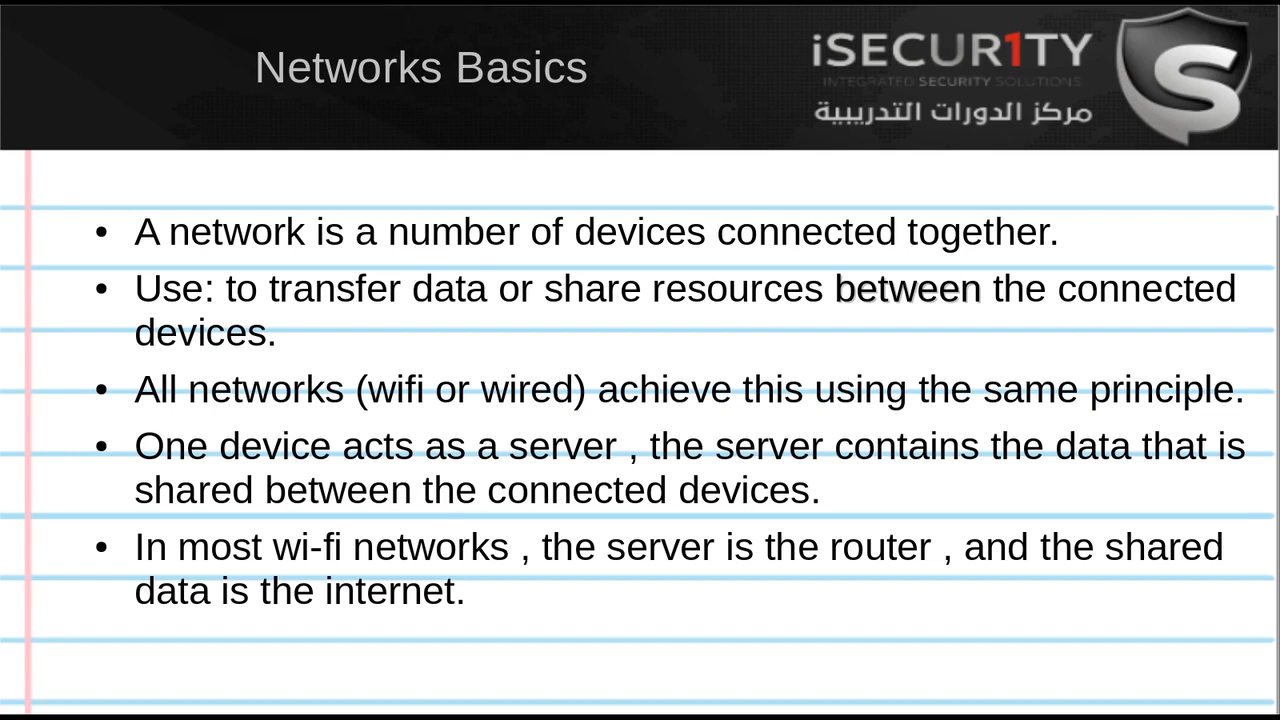 Networks Basics
iSECUR1TY
INTEGRATED SECURITY SOLUTIONS
مركز الدورات التدريبية
• A network is a number of devices connected together.
• Use: to transfer data or share resources between the connected
devices.
• All networks (wifi or wired) achieve this using the same principle.
• One device acts as a server , the server contains the data that is
shared between the connected devices.
• In most wi-fi networks , the server is the router , and the shared
data is the internet.